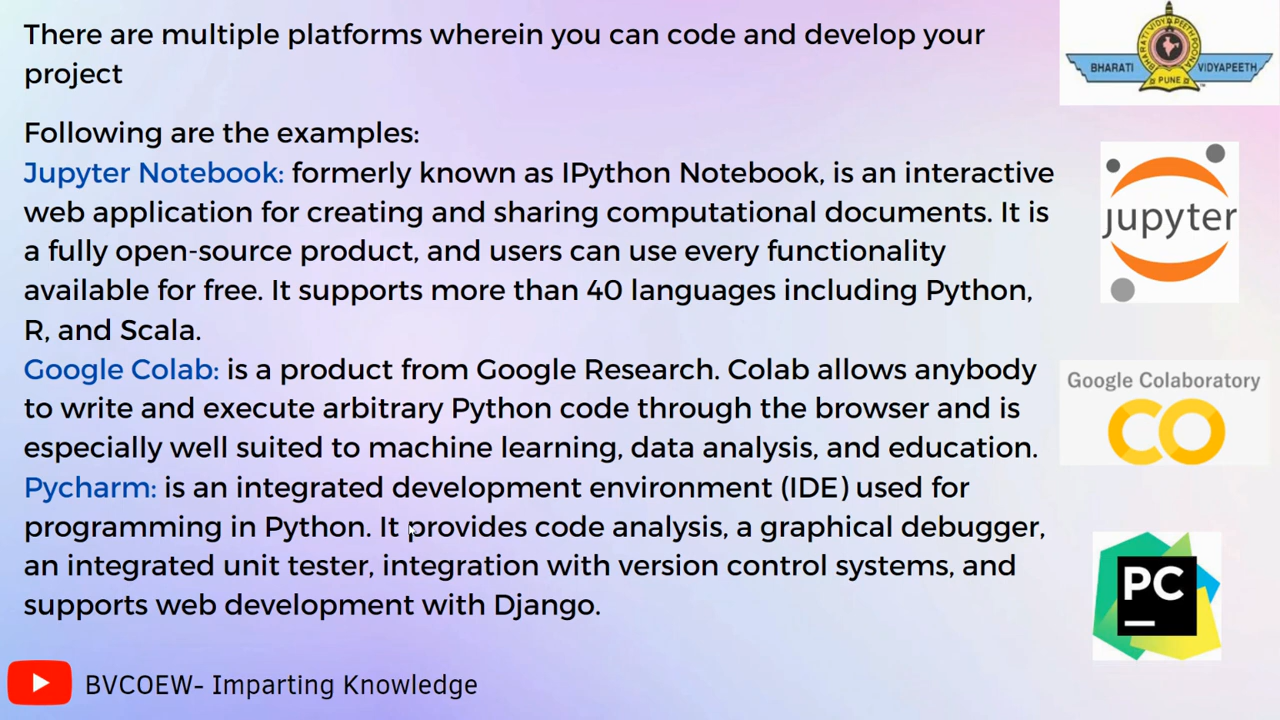 There are multiple platforms wherein you can code and develop your
project
Following are the examples:
Jupyter Notebook: formerly known as IPython Notebook, is an interactive
web application for creating and sharing computational documents. It is
a fully open-source product, and users can use every functionality
available for free. It supports more than 40 languages including Python,
R, and Scala.
Google Colab: is a product from Google Research. Colab allows anybody
to write and execute arbitrary Python code through the browser and is
especially well suited to machine learning, data analysis, and education.
Pycharm: is an integrated development environment (IDE) used for
programming in Python. It provides code analysis, a graphical debugger,
an integrated unit tester, integration with version control systems, and
supports web development with Django.
BVCOEW- Imparting Knowledge
BHARATI VIDYAPEETH
PUNE
jupyter
Google Colaboratory
CO
PC